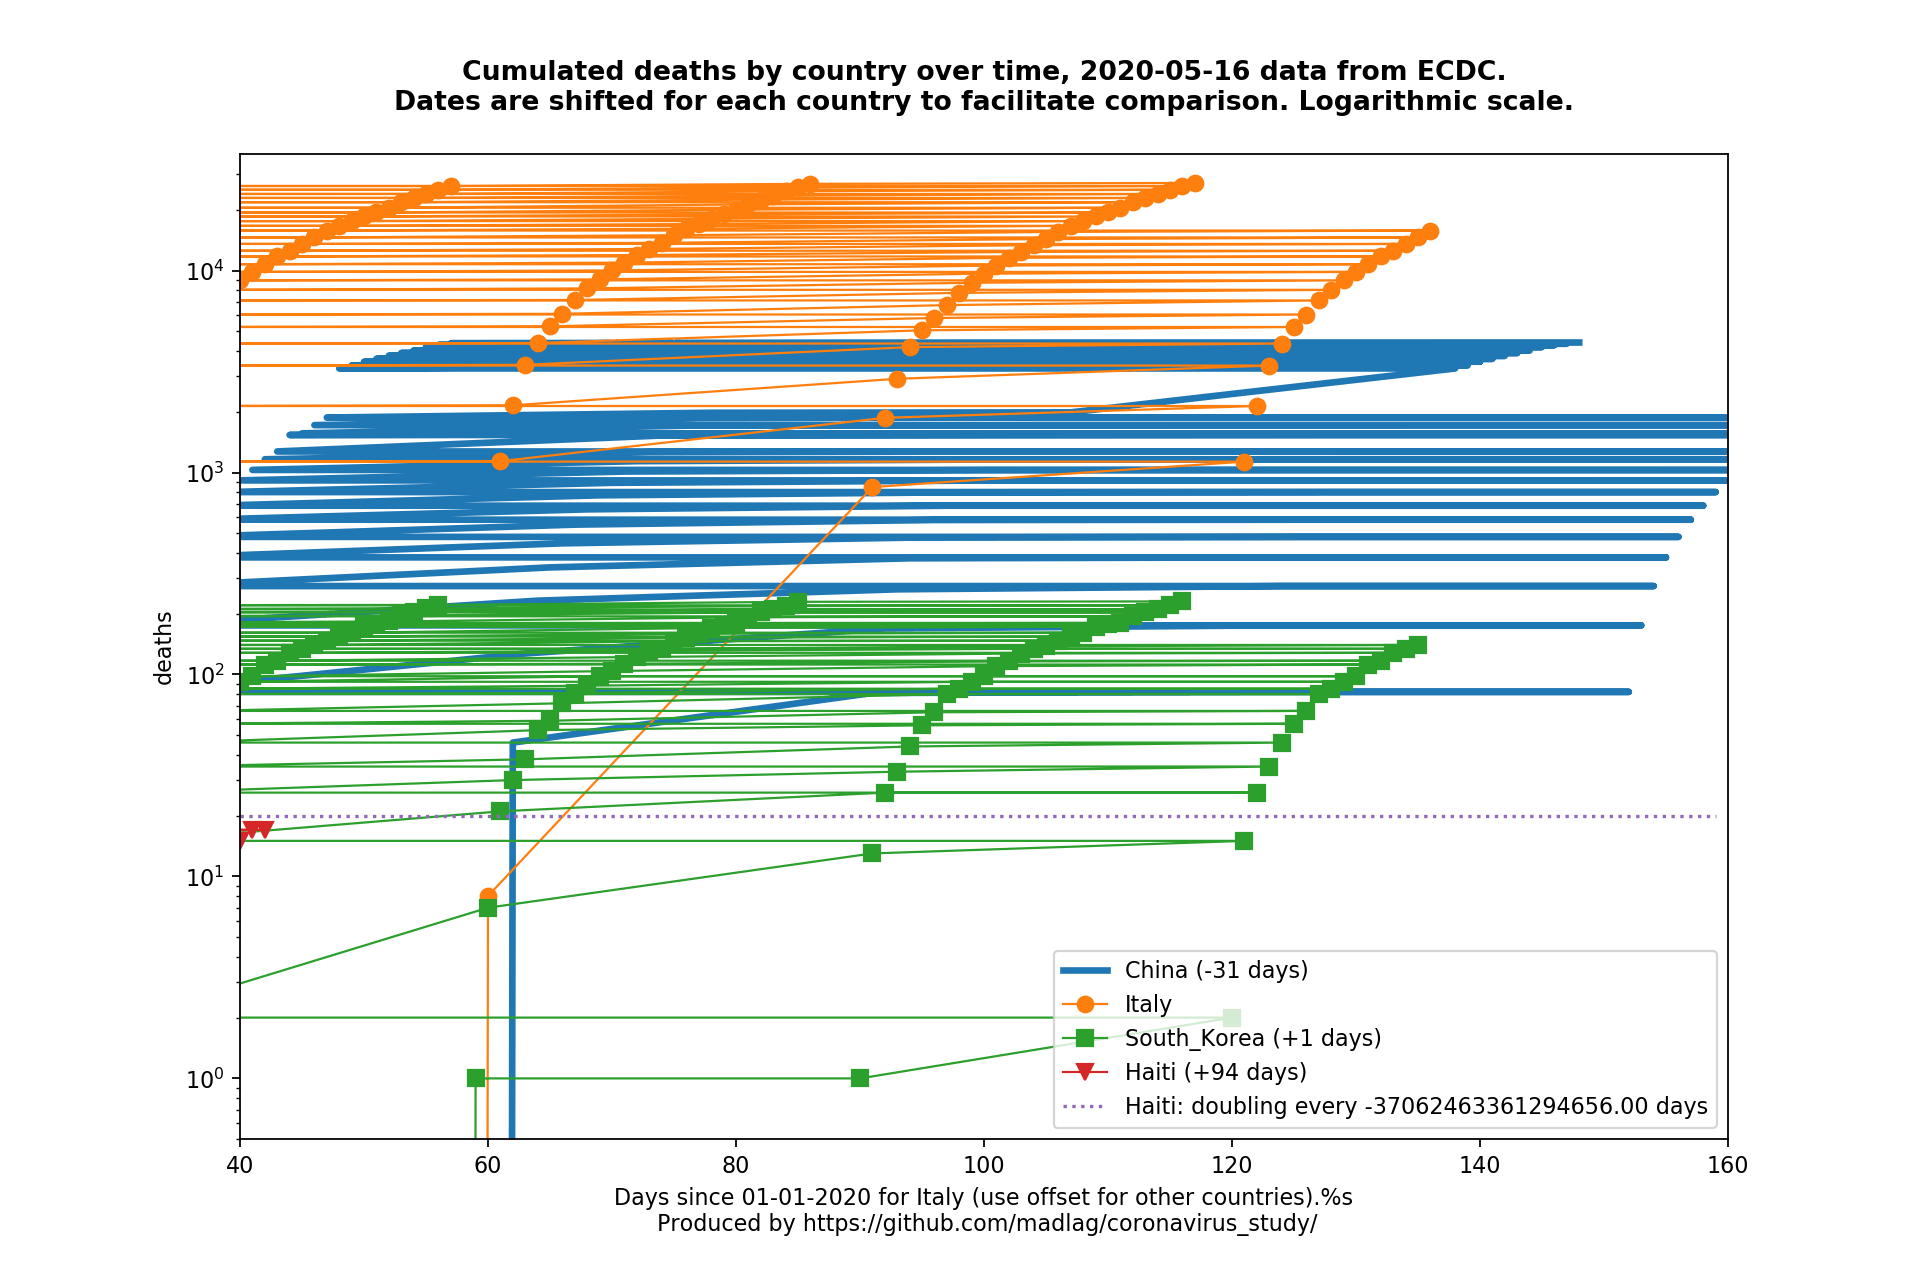 Cumulated deaths by country over time, 2020-05-16 data from ECDC.
Dates are shifted for each country to facilitate comparison. Logarithmic scale.
deaths
10⁴
10³
10²
10¹
10⁰
China (-31 days)
Italy
South_Korea (+1 days)
Haiti (+94 days)
Haiti: doubling every -37062463361294656.00 days
40 60 80 100 120 140 160
Days since 01-01-2020 for Italy (use offset for other countries).%s
Produced by https://github.com/madlag/coronavirus_study/